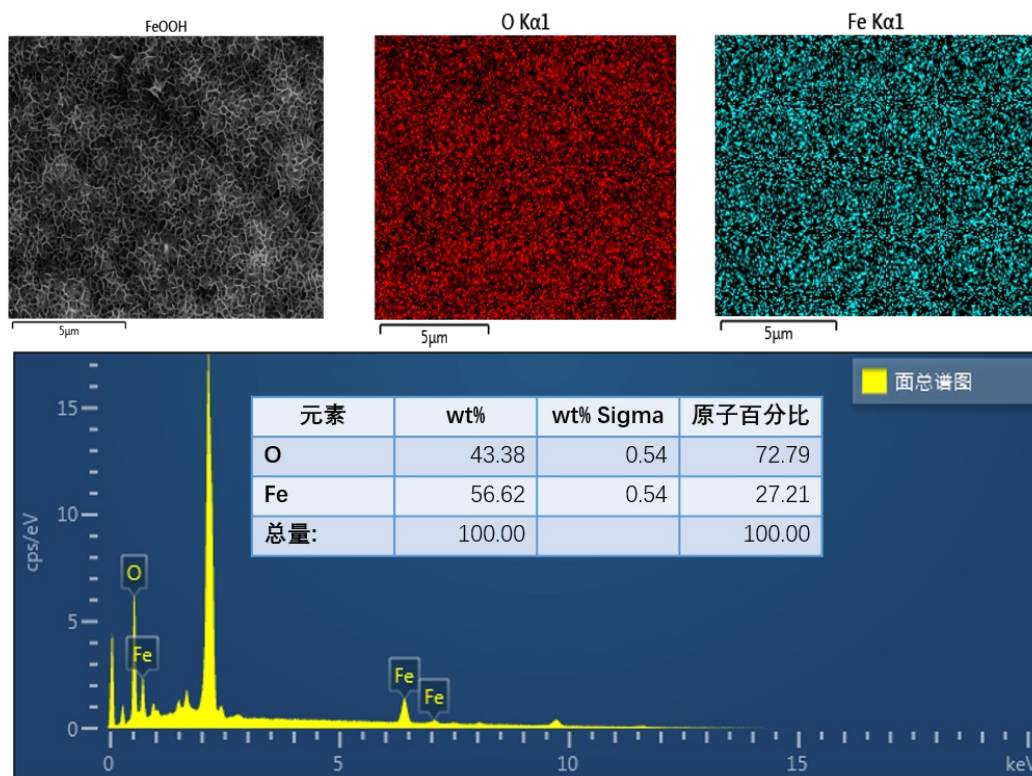 FeOOH
O Kα1
Fe Kα1
5μm
5μm
5μm
面总谱图
元素 wt% wt% Sigma 原子百分比
O 43.38 0.54 72.79
Fe 56.62 0.54 27.21
总量: 100.00 100.00
cps/eV
15
10
5
0
O
Fe
Fe
Fe
0 5 10 15 keV